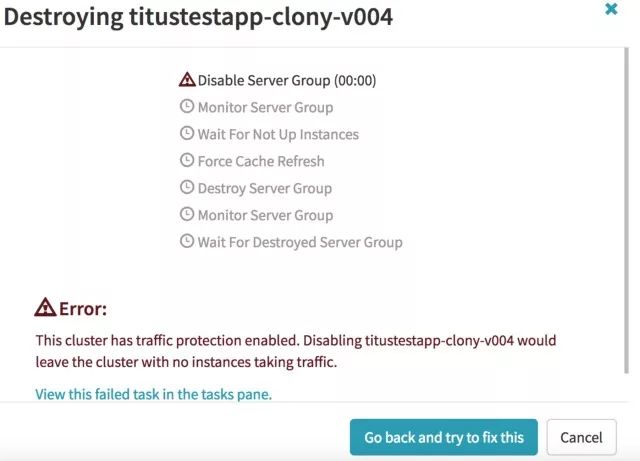 Destroying titustestapp-clony-v004
Disable Server Group (00:00)
Monitor Server Group
Wait For Not Up Instances
Force Cache Refresh
Destroy Server Group
Monitor Server Group
Wait For Destroyed Server Group
Error:
This cluster has traffic protection enabled. Disabling titustestapp-clony-v004 would
leave the cluster with no instances taking traffic.
View this failed task in the tasks pane.
Go back and try to fix this
Cancel